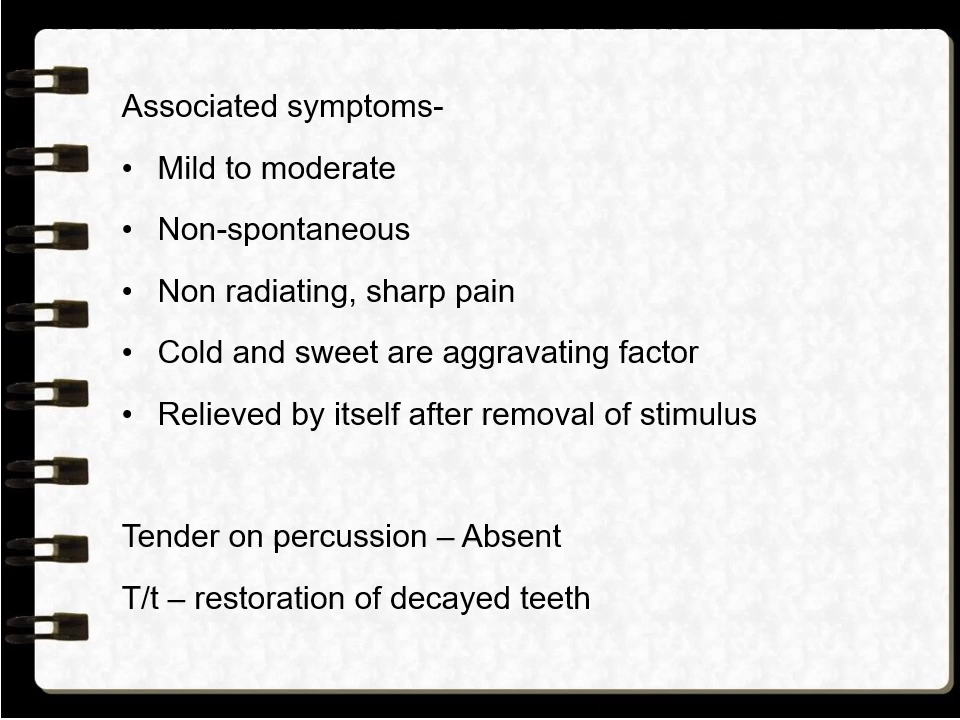 Associated symptoms-
• Mild to moderate
• Non-spontaneous
• Non radiating, sharp pain
• Cold and sweet are aggravating factor
• Relieved by itself after removal of stimulus
Tender on percussion – Absent
T/t – restoration of decayed teeth